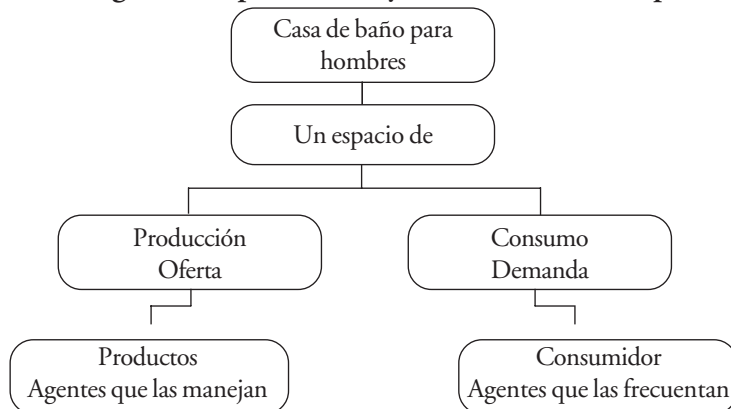 Casa de baño para
hombres
Un espacio de
Producción
Oferta
Consumo
Demanda
Productos
Agentes que las manejan
Consumidor
Agentes que las frecuentan